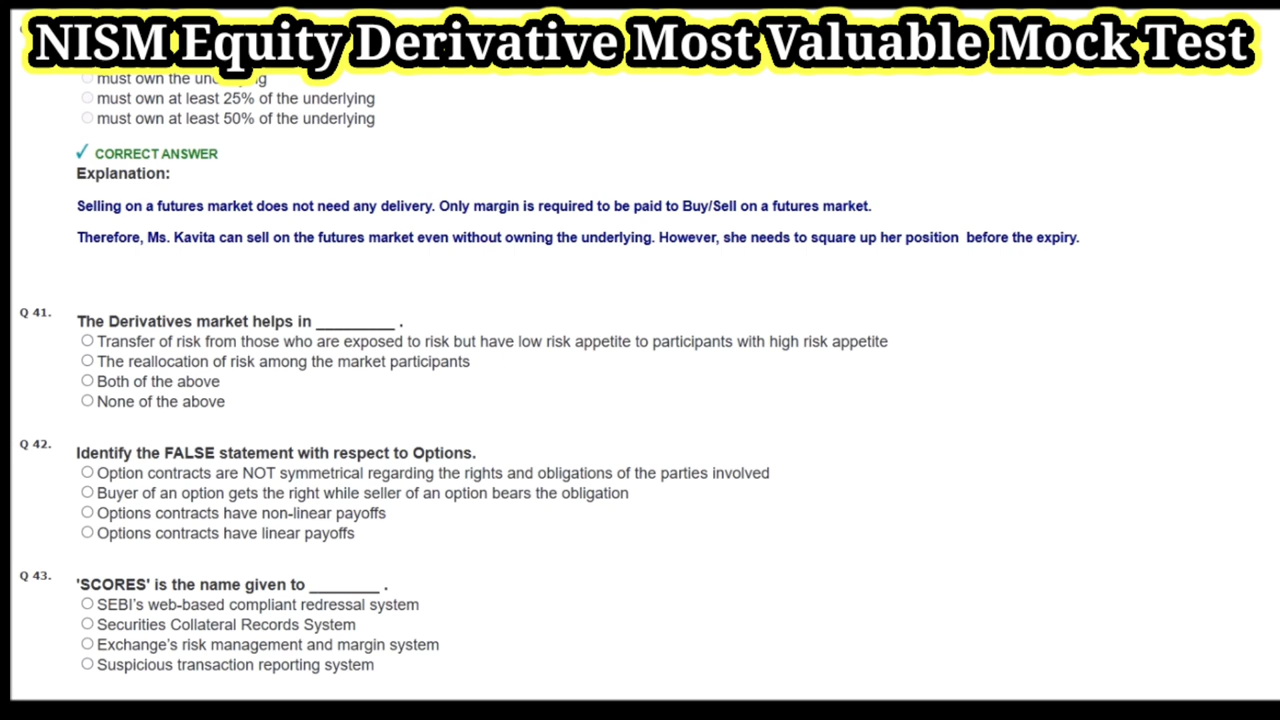 NISM Equity Derivative Most Valuable Mock Test
must own the
must own at least 25% of the underlying
must own at least 50% of the underlying
✓ CORRECT ANSWER
Explanation:
Selling on a futures market does not need any delivery. Only margin is required to be paid to Buy/Sell on a futures market.
Therefore, Ms. Kavita can sell on the futures market even without owning the underlying. However, she needs to square up her position before the expiry.
Q 41.
The Derivatives market helps in _________ .
Transfer of risk from those who are exposed to risk but have low risk appetite to participants with high risk appetite
The reallocation of risk among the market participants
Both of the above
None of the above
Q 42.
Identify the FALSE statement with respect to Options.
Option contracts are NOT symmetrical regarding the rights and obligations of the parties involved
Buyer of an option gets the right while seller of an option bears the obligation
Options contracts have non-linear payoffs
Options contracts have linear payoffs
Q 43.
'SCORES' is the name given to ________ .
SEBI's web-based compliant redressal system
Securities Collateral Records System
Exchange's risk management and margin system
Suspicious transaction reporting system